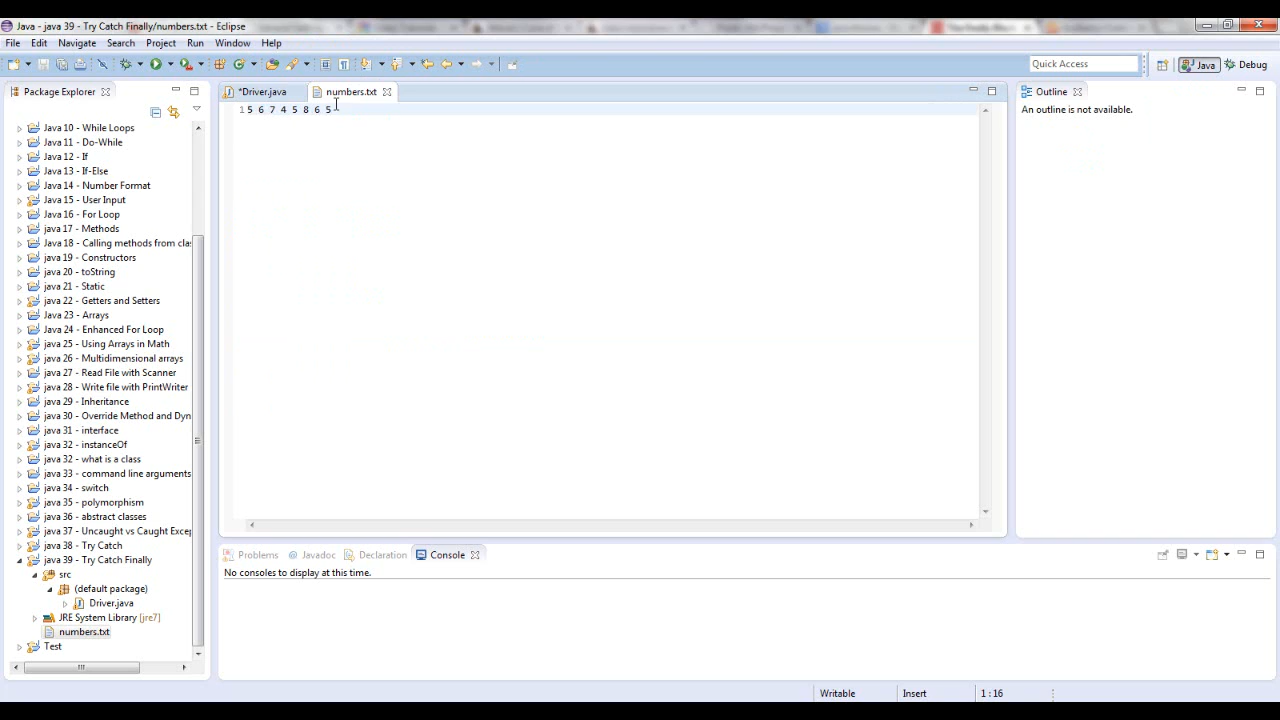 Java - java 39 - Try Catch Finally/numbers.txt - Eclipse
File Edit Navigate Search Project Run Window Help
Quick Access
Java
Debug
Package Explorer
*Driver.java
numbers.txt
Outline
1 5 6 7 4 5 8 6 5
An outline is not available.
Java 10 - While Loops
Java 11 - Do-While
Java 12 - If
Java 13 - If-Else
Java 14 - Number Format
Java 15 - User Input
Java 16 - For Loop
java 17 - Methods
Java 18 - Calling methods from clas
java 19 - Constructors
java 20 - toString
java 21 - Static
java 22 - Getters and Setters
Java 23 - Arrays
Java 24 - Enhanced For Loop
java 25 - Using Arrays in Math
java 26 - Multidimensional arrays
java 27 - Read File with Scanner
java 28 - Write file with PrintWriter
java 29 - Inheritance
java 30 - Override Method and Dyn
java 31 - interface
java 32 - instanceOf
java 32 - what is a class
java 33 - command line arguments
java 34 - switch
java 35 - polymorphism
java 36 - abstract classes
java 37 - Uncaught vs Caught Excep
java 38 - Try Catch
java 39 - Try Catch Finally
src
(default package)
Driver.java
JRE System Library [jre7]
numbers.txt
Test
Problems @ Javadoc Declaration Console
No consoles to display at this time.
Writable Insert 1 : 16